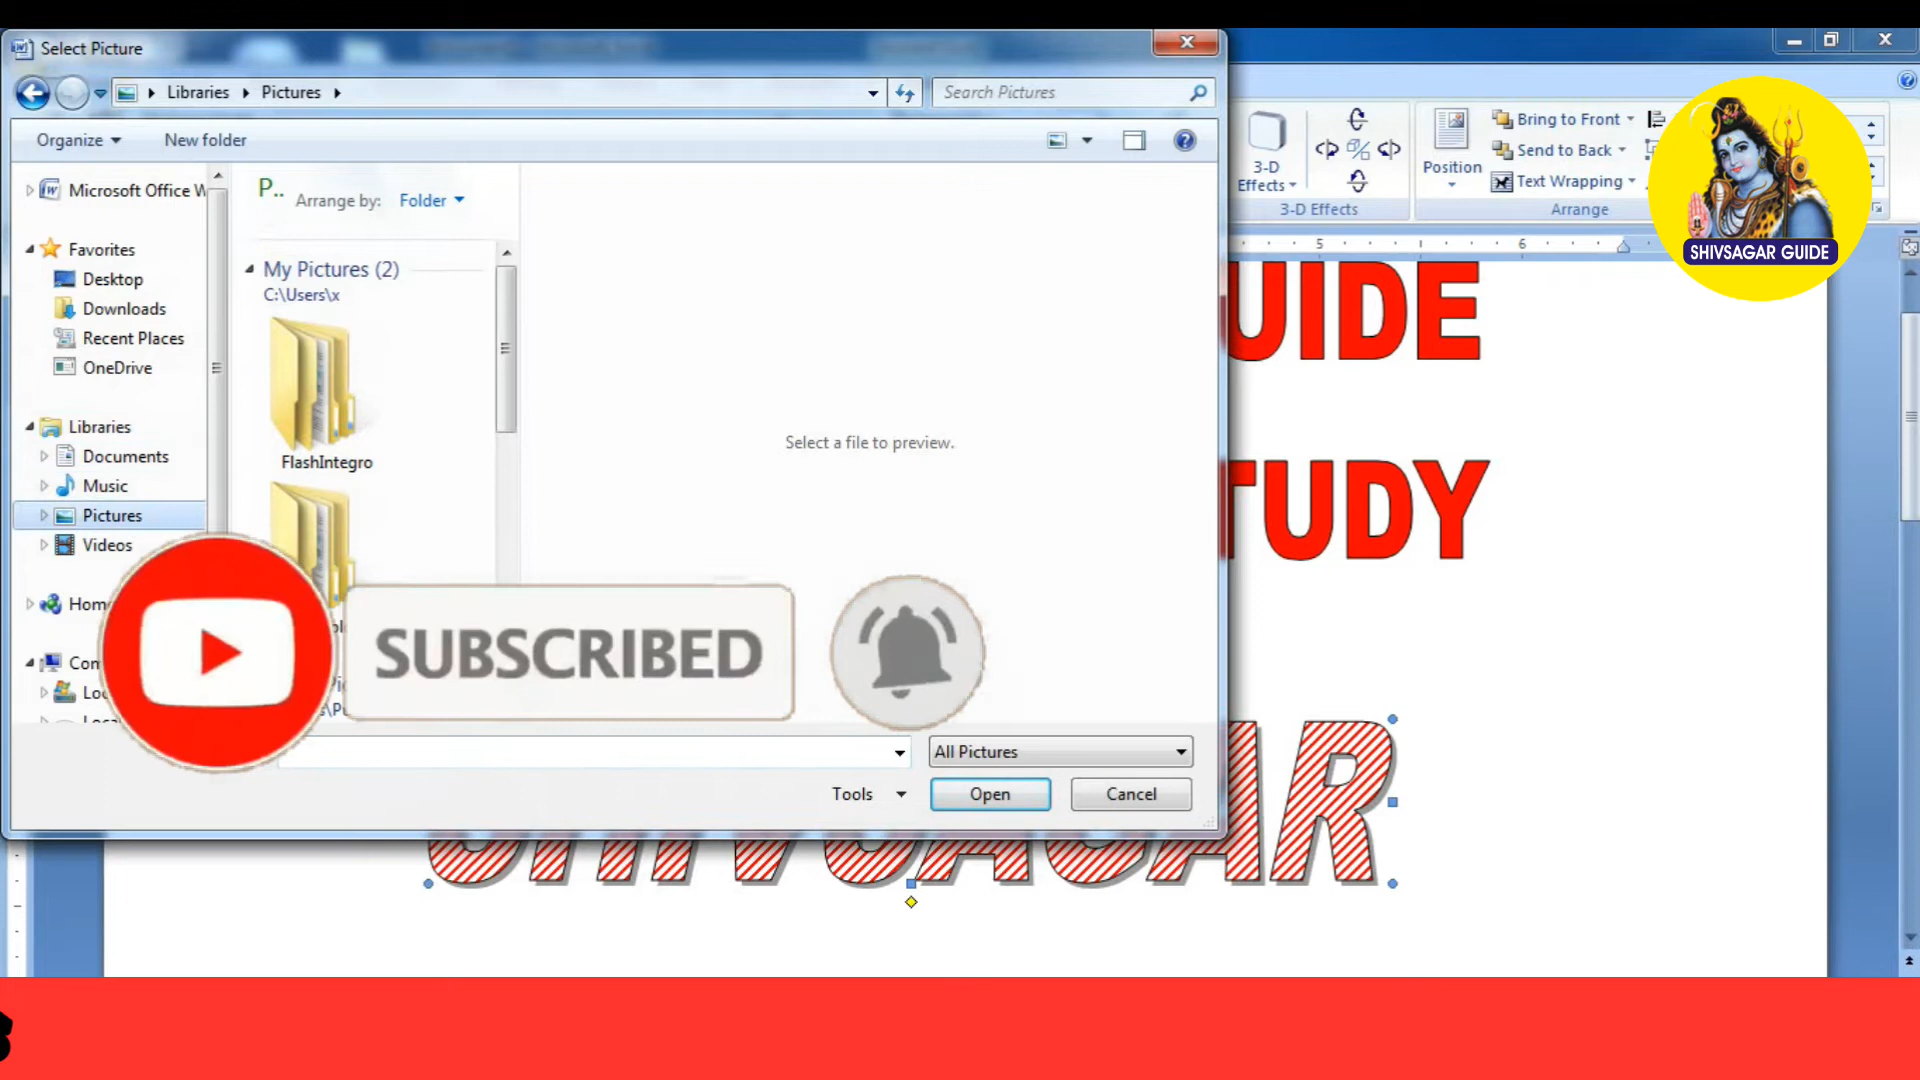 Select Picture
Libraries
Pictures
Search Pictures
Organize
New folder
Microsoft Office W
P..
Arrange by:
Folder
Favorites
Desktop
Downloads
Recent Places
OneDrive
Libraries
Documents
Music
Pictures
Videos
My Pictures (2)
C:\Users\x
FlashIntegro
Select a file to preview.
SUBSCRIBED
All Pictures
Tools
Open
Cancel
3-D
Effects
3-D Effects
Position
Bring to Front
Send to Back
Text Wrapping
Arrange
5
6
SHIVSAGAR GUIDE
UIDE
TUDY
SHIVSAGAR